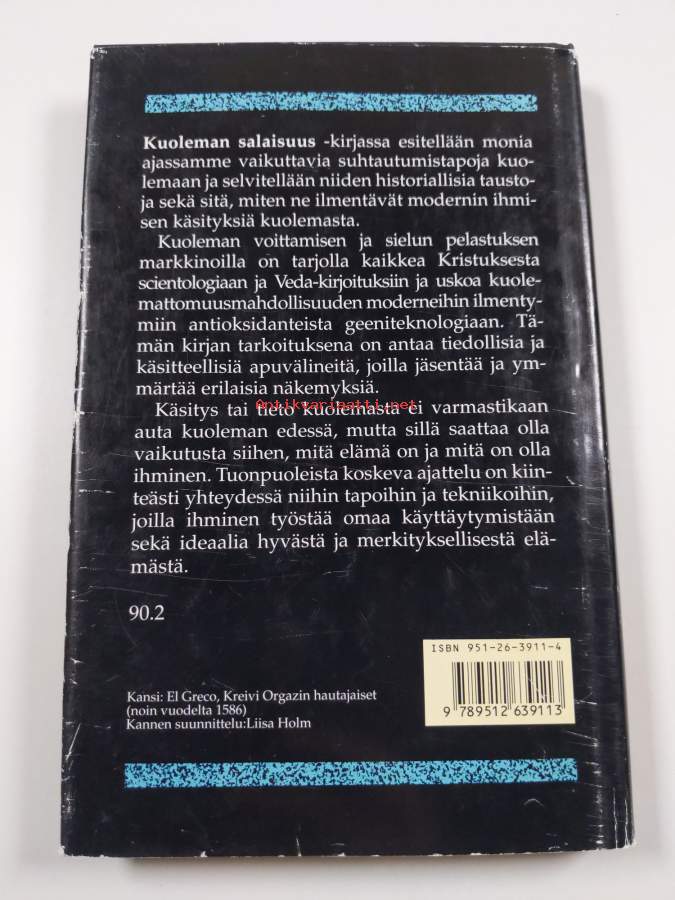 Kuoleman salaisuus -kirjassa esitellään monia
ajassamme vaikuttavia suhtautumistapoja kuo-
lemaan ja selvitellään niiden historiallisia tausto-
ja sekä sitä, miten ne ilmentävät modernin ihmi-
sen käsityksiä kuolemasta.
Kuoleman voittamisen ja sielun pelastuksen
markkinoilla on tarjolla kaikkea Kristuksesta
scientologiaan ja Veda-kirjoituksiin ja uskoa kuole-
mattomuusmahdollisuuden moderneihin ilmenty-
miin antioksidanteista geeniteknologiaan. Tä-
män kirjan tarkoituksena on antaa tiedollisia ja
käsitteellisiä apuvälineitä, joilla jäsentää ja ym-
märtää erilaisia näkemyksiä.
Antikvariaatti.net
Käsitys tai tieto kuolemasta ei varmastikaan
auta kuoleman edessä, mutta sillä saattaa olla
vaikutusta siihen, mitä elämä on ja mitä on olla
ihminen. Tuonpuoleista koskeva ajattelu on kiin-
teästi yhteydessä niihin tapoihin ja tekniikoihin,
joilla ihminen työstää omaa käyttäytymistään
sekä ideaalia hyvästä ja merkityksellisestä elä-
mästä.
90.2
ISBN 951-26-3911-4
9 789512 639113
Kansi: El Greco, Kreivi Orgazin hautajaiset
(noin vuodelta 1586)
Kannen suunnittelu:Liisa Holm